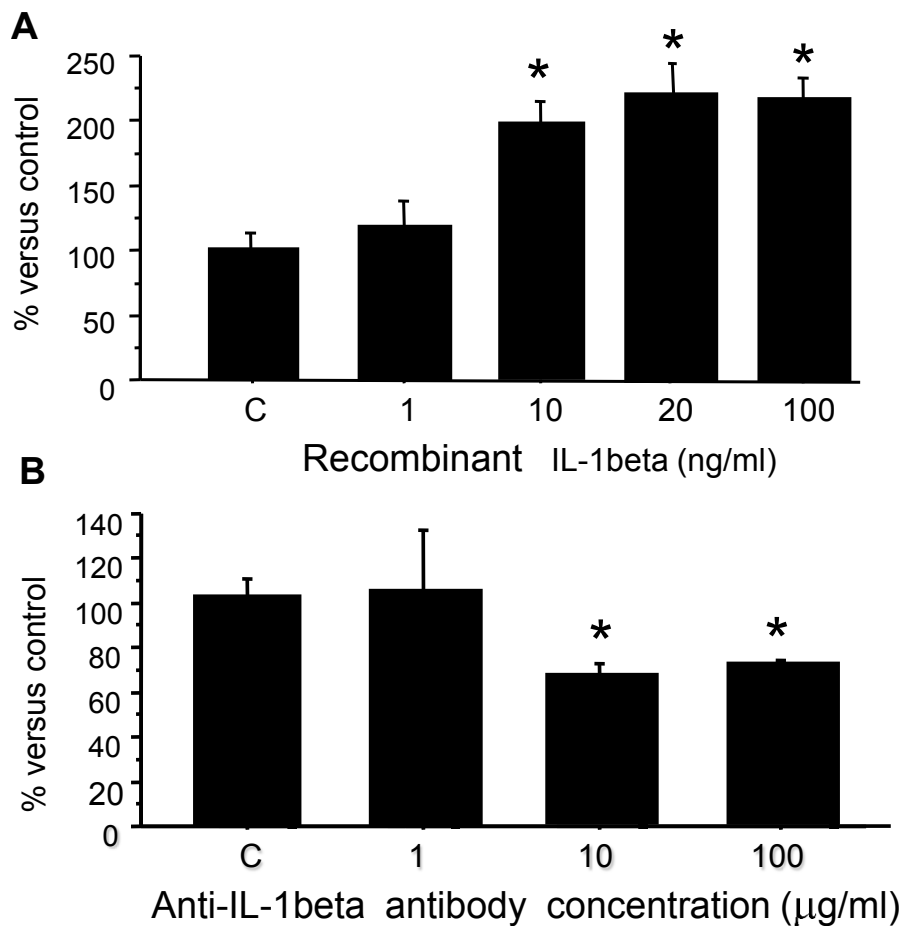 A
% versus control
250
200
150
100
50
0
*
*
*
C 1 10 20 100
Recombinant IL-1beta (ng/ml)
B
% versus control
140
120
100
80
60
40
20
0
*
*
C 1 10 100
Anti-IL-1beta antibody concentration (μg/ml)